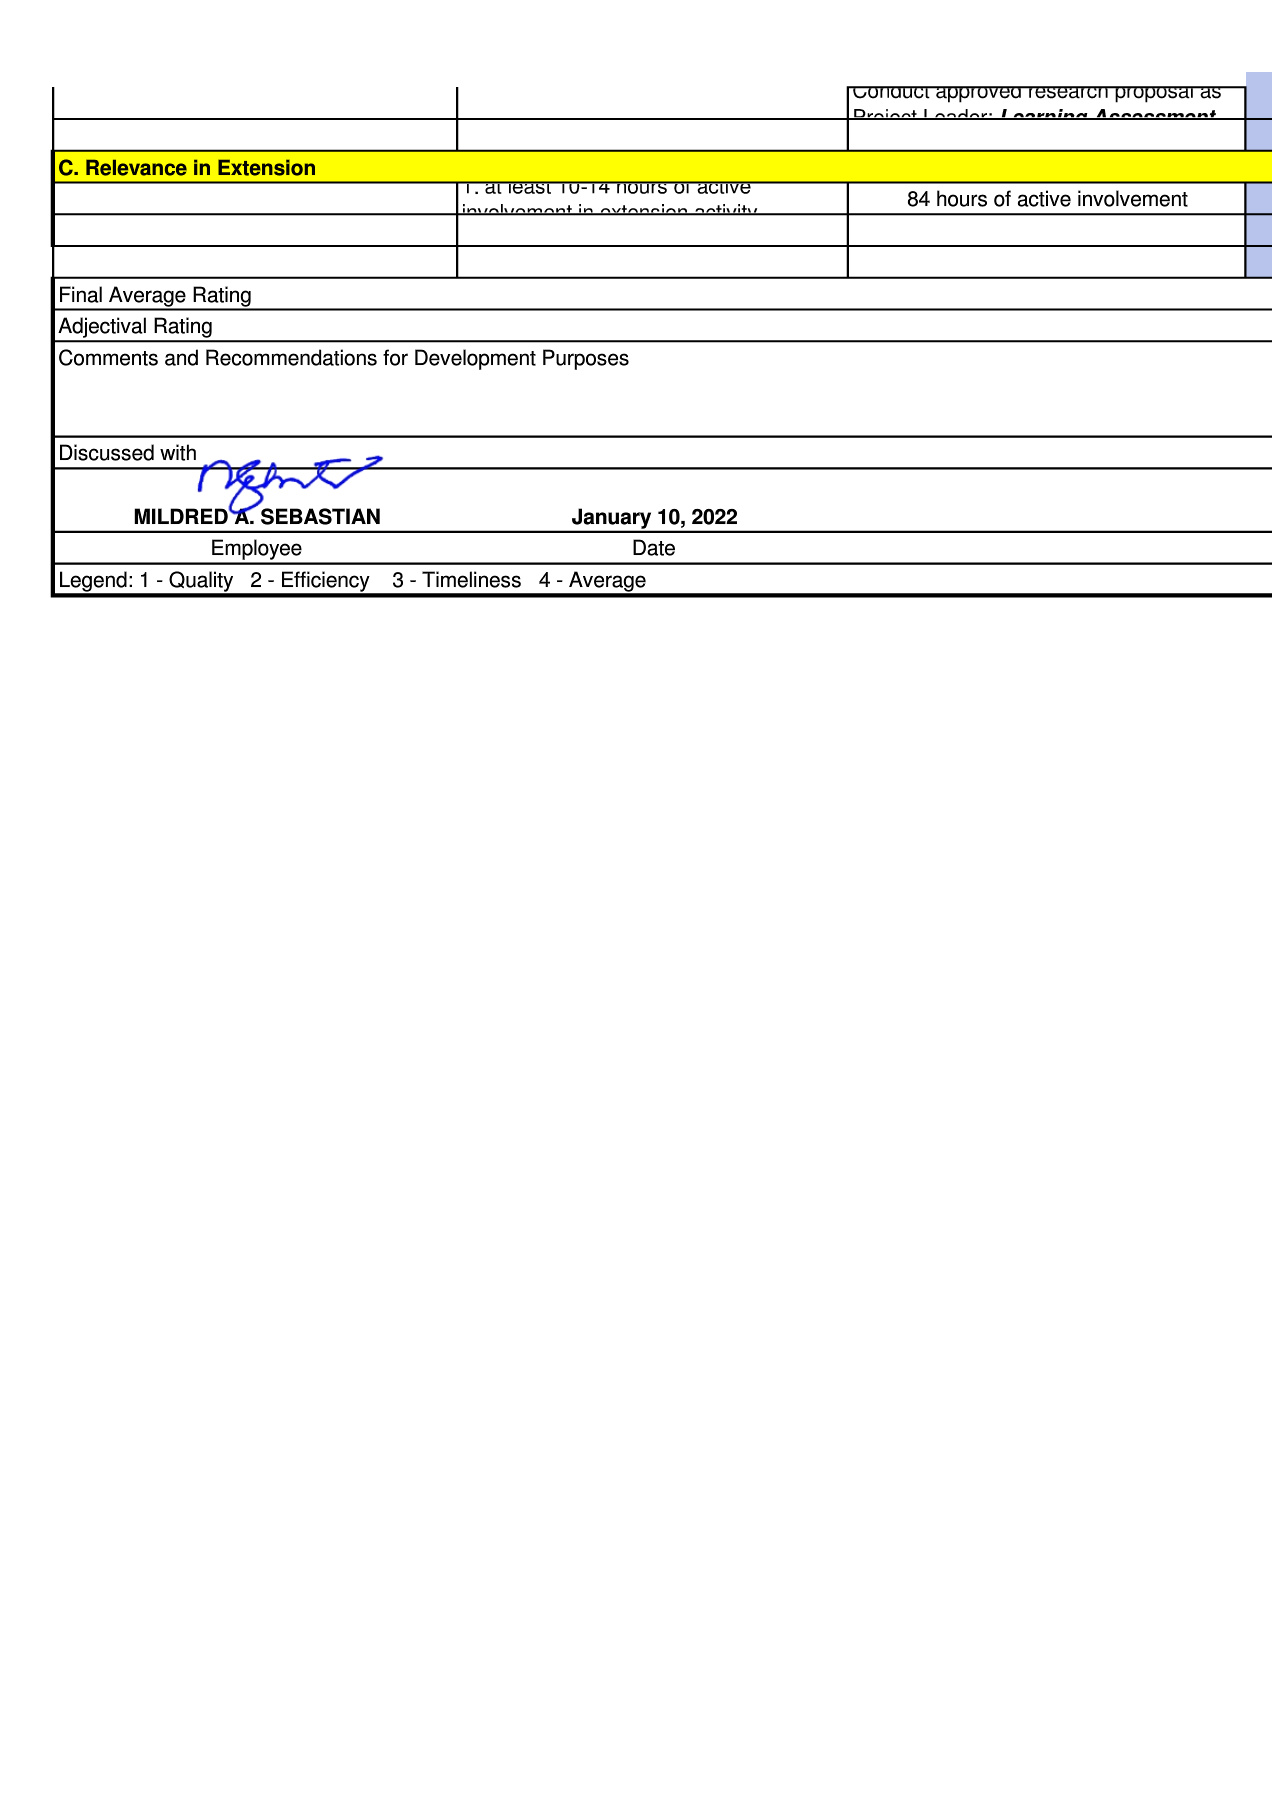 Conduct approved research proposal as
Project Leader: Learning Assessment
C. Relevance in Extension
1. at least 10-14 hours of active
involvement in extension activity
84 hours of active involvement
Final Average Rating
Adjectival Rating
Comments and Recommendations for Development Purposes
Discussed with
MILDRED A. SEBASTIAN January 10, 2022
Employee Date
Legend: 1 - Quality 2 - Efficiency 3 - Timeliness 4 - Average